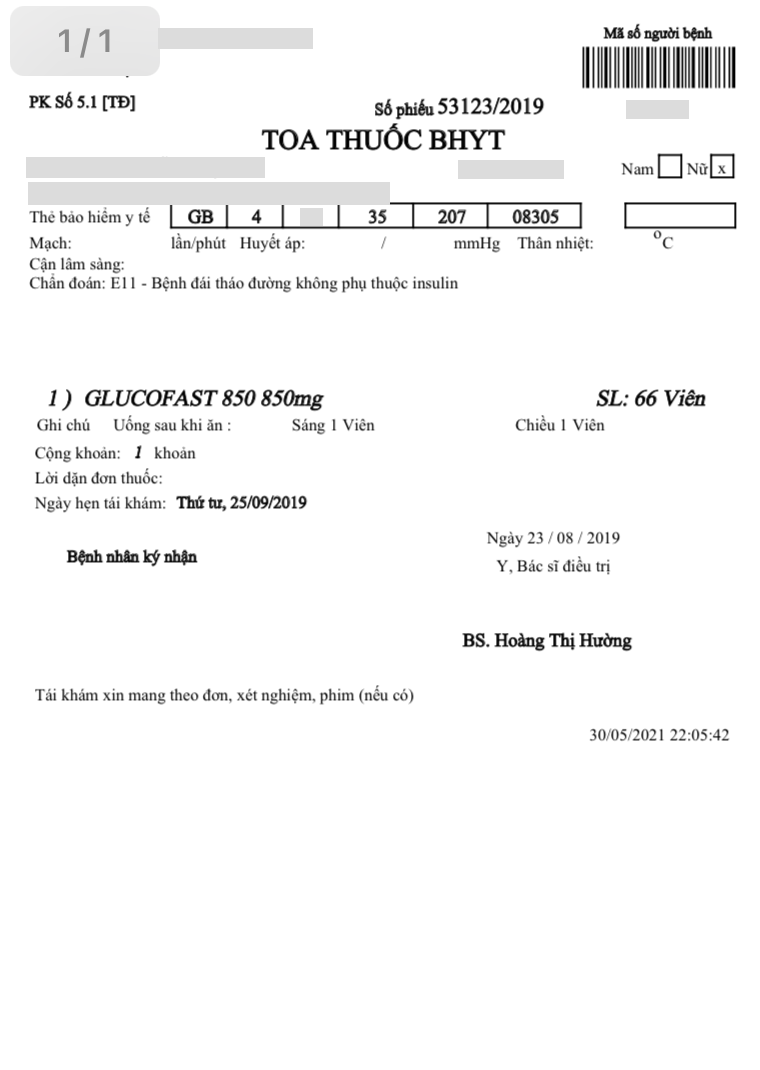 1/1
Mã số người bệnh
PK Số 5.1 [TĐ]
Số phiếu 53123/2019
TOA THUỐC BHYT
Nam Nữ x
Thẻ bảo hiểm y tế GB 4 35 207 08305
Mạch: lần/phút Huyết áp: / mmHg Thân nhiệt: °C
Cận lâm sàng:
Chẩn đoán: E11 - Bệnh đái tháo đường không phụ thuộc insulin
1 ) GLUCOFAST 850 850mg SL: 66 Viên
Ghi chú Uống sau khi ăn : Sáng 1 Viên Chiều 1 Viên
Cộng khoản: 1 khoản
Lời dặn đơn thuốc:
Ngày hẹn tái khám: Thứ tư, 25/09/2019
Ngày 23 / 08 / 2019
Bệnh nhân ký nhận
Y, Bác sĩ điều trị
BS. Hoàng Thị Hường
Tái khám xin mang theo đơn, xét nghiệm, phim (nếu có)
30/05/2021 22:05:42